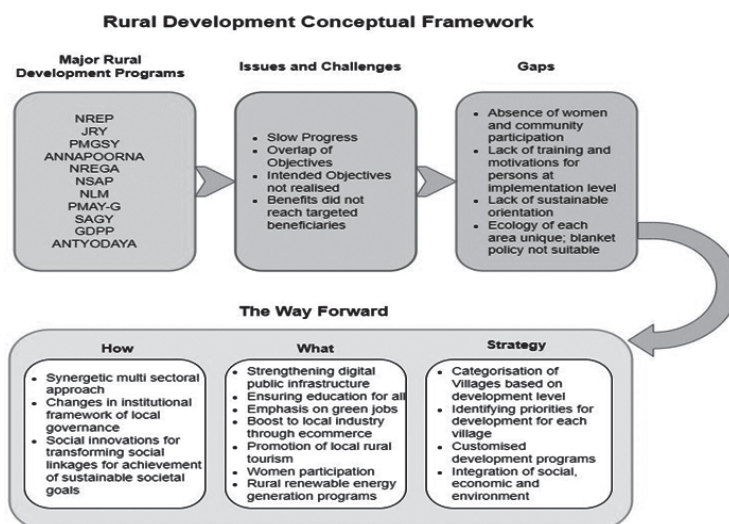 Rural Development Conceptual Framework
Major Rural
Development Programs
NREP
JRY
PMGSY
ANNAPOORNA
NREGA
NSAP
NLM
PMAY-G
SAGY
GDPP
ANTYODAYA
Issues and Challenges
• Slow Progress
• Overlap of
Objectives
• Intended Objectives
not realised
• Benefits did not
reach targeted
beneficiaries
Gaps
• Absence of women
and community
participation
• Lack of training and
motivations for
persons at
implementation level
• Lack of sustainable
orientation
• Ecology of each
area unique; blanket
policy not suitable
The Way Forward
How
• Synergetic multi sectoral
approach
• Changes in institutional
framework of local
governance
• Social innovations for
transforming social
linkages for achievement
of sustainable societal
goals
What
• Strengthening digital
public infrastructure
• Ensuring education for all
• Emphasis on green jobs
• Boost to local industry
through ecommerce
• Promotion of local rural
tourism
• Women participation
• Rural renewable energy
generation programs
Strategy
• Categorisation of
Villages based on
development level
• Identifying priorities for
development for each
village
• Customised
development programs
• Integration of social,
economic and
environment